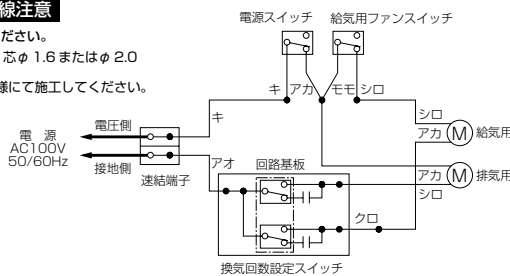 線注意
ださい。
芯φ1.6またはφ2.0
様にて施工してください。
電源スイッチ
給気用ファンスイッチ
キ
アカ
モモ
シロ
キ
シロ
アカ
M
給気用
電 源
AC100V
50/60Hz
電圧側
接地側
速結端子
アオ
回路基板
アカ
M
排気用
シロ
クロ
換気回数設定スイッチ